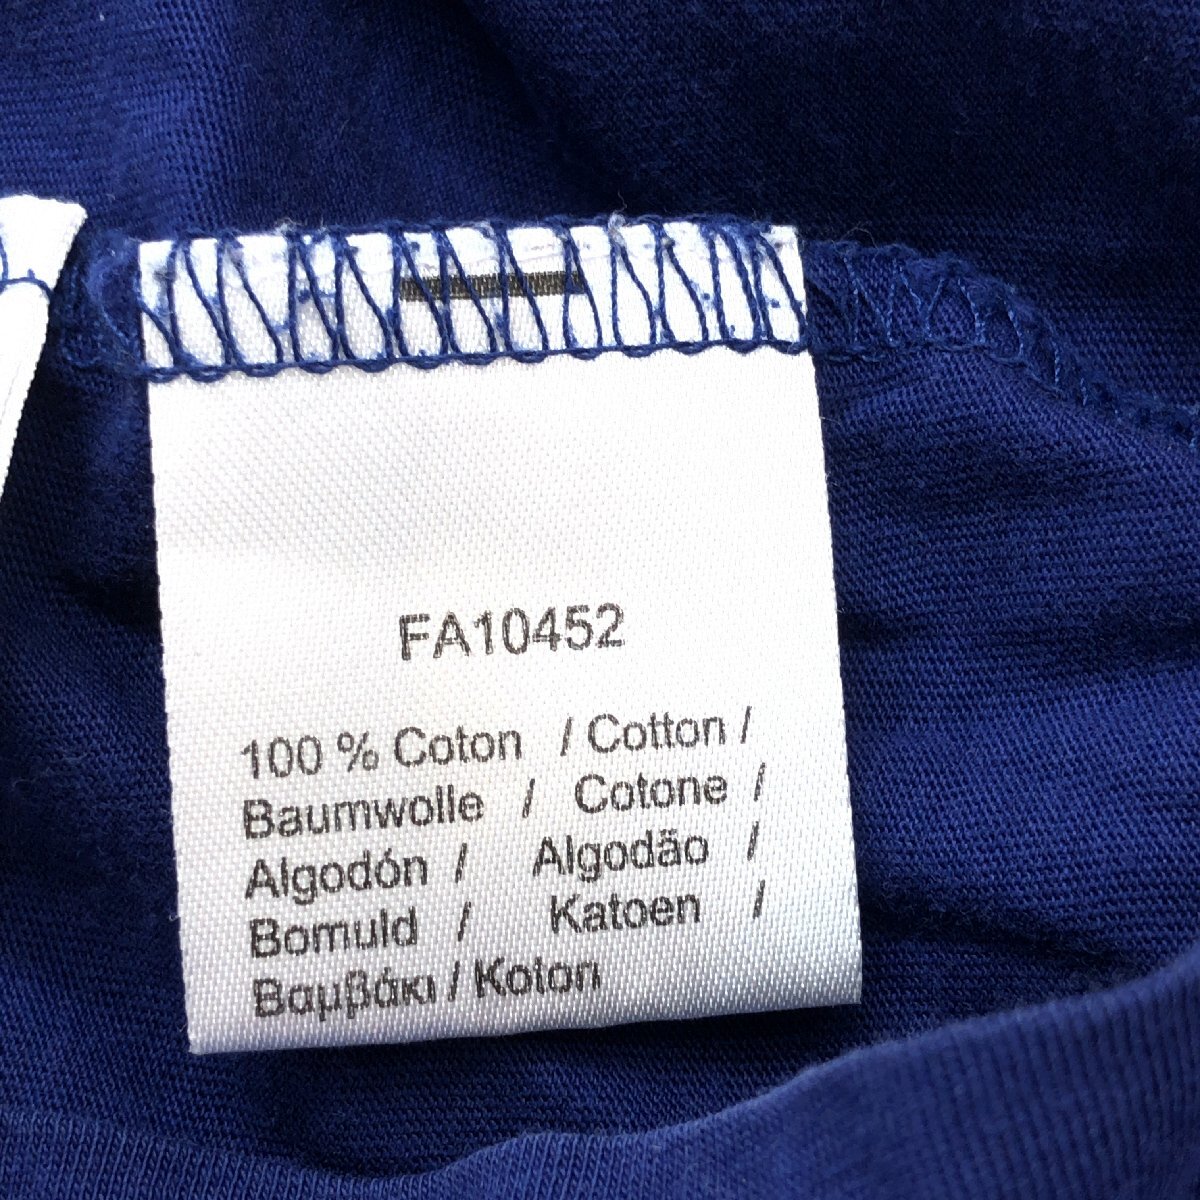 FA10452
100 % Coton / Cotton /
Baumwolle / Cotone /
Algodón / Algodão /
Bomuld / Katoen /
Βαμβάκι / Koton